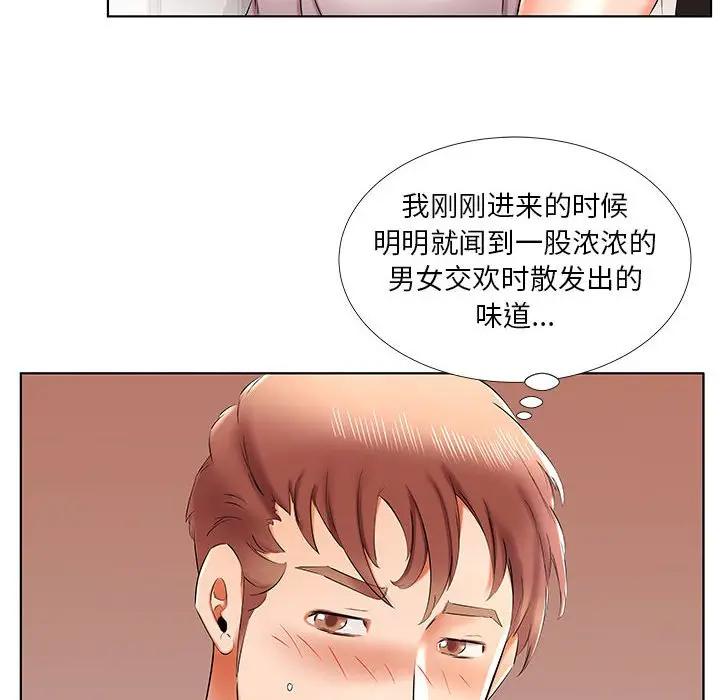 我刚刚进来的时候
明明就闻到一股浓浓的
男女交欢时散发出的
味道...